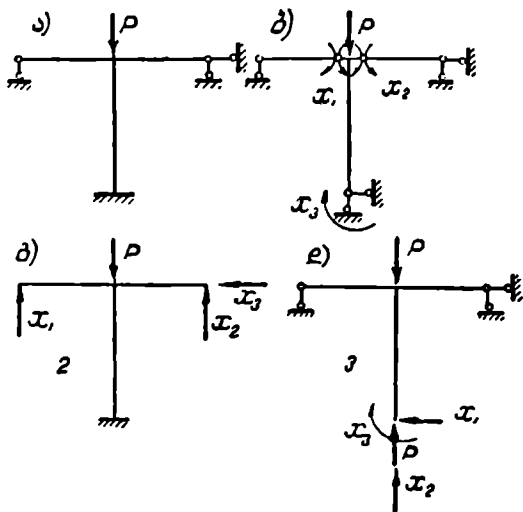 а) P
в) P
x₁ x₂
x₃
д) P
x₃
x₁ x₂
2
е) P
3
x₁
x₃
P
x₂